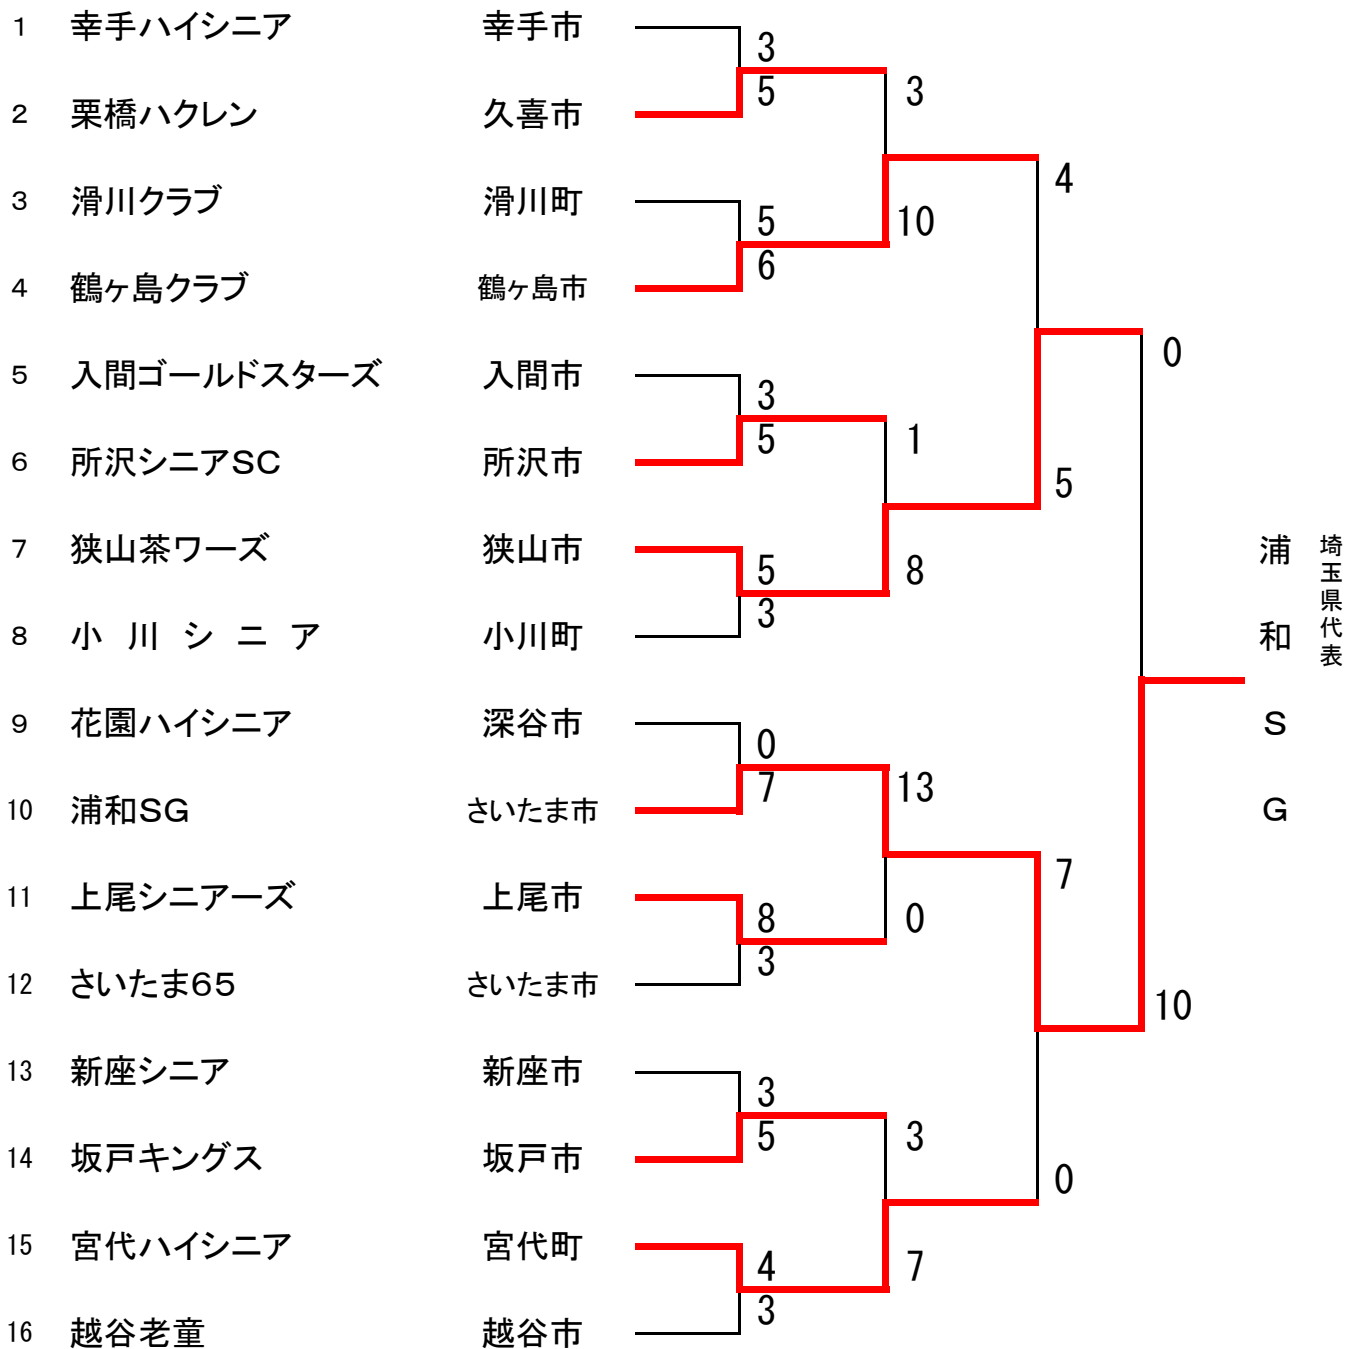 1 幸手ハイシニア 幸手市
3
2 栗橋ハクレン 久喜市
5
3
3 滑川クラブ 滑川町
5
10
4
4 鶴ヶ島クラブ 鶴ヶ島市
6
5 入間ゴールドスターズ 入間市
3
0
6 所沢シニアSC 所沢市
5
1
5
7 狭山茶ワーズ 狭山市
5
8
8 小川シニア 小川町
3
9 花園ハイシニア 深谷市
0
10 浦和SG さいたま市
7
13
11 上尾シニアーズ 上尾市
8
0
7
12 さいたま65 さいたま市
3
10
13 新座シニア 新座市
3
14 坂戸キングス 坂戸市
5
3
0
15 宮代ハイシニア 宮代町
4
7
16 越谷老童 越谷市
3
埼玉県代表
浦和SG